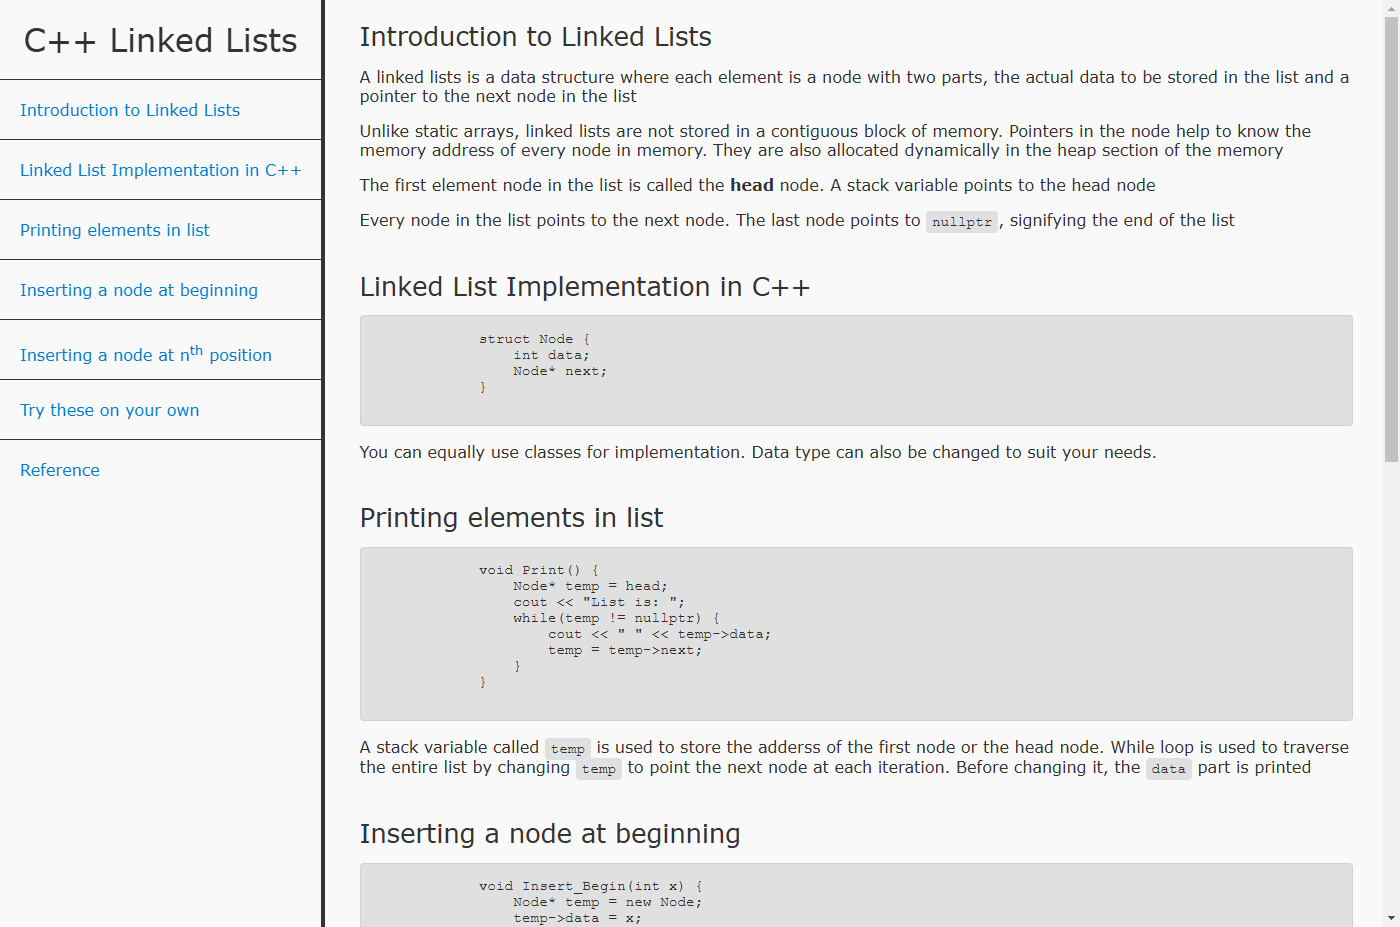 C++ Linked Lists
Introduction to Linked Lists
Linked List Implementation in C++
Printing elements in list
Inserting a node at beginning
Inserting a node at nth position
Try these on your own
Reference
Introduction to Linked Lists
A linked lists is a data structure where each element is a node with two parts, the actual data to be stored in the list and a
pointer to the next node in the list
Unlike static arrays, linked lists are not stored in a contiguous block of memory. Pointers in the node help to know the
memory address of every node in memory. They are also allocated dynamically in the heap section of the memory
The first element node in the list is called the head node. A stack variable points to the head node
Every node in the list points to the next node. The last node points to nullptr, signifying the end of the list
Linked List Implementation in C++
struct Node {
    int data;
    Node* next;
}
You can equally use classes for implementation. Data type can also be changed to suit your needs.
Printing elements in list
void Print() {
    Node* temp = head;
    cout << "List is: ";
    while(temp != nullptr) {
        cout << " " << temp->data;
        temp = temp->next;
    }
}
A stack variable called temp is used to store the adderss of the first node or the head node. While loop is used to traverse
the entire list by changing temp to point the next node at each iteration. Before changing it, the data part is printed
Inserting a node at beginning
void Insert_Begin(int x) {
    Node* temp = new Node;
    temp->data = x;